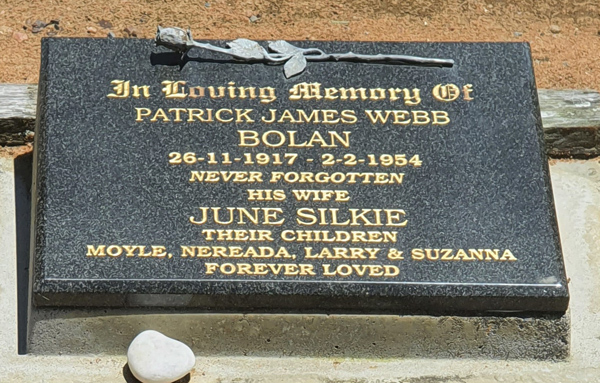 In Loving Memory Of
PATRICK JAMES WEBB
BOLAN
26-11-1917 - 2-2-1954
NEVER FORGOTTEN
HIS WIFE
JUNE SILKIE
THEIR CHILDREN
MOYLE, NEREADA, LARRY & SUZANNA
FOREVER LOVED